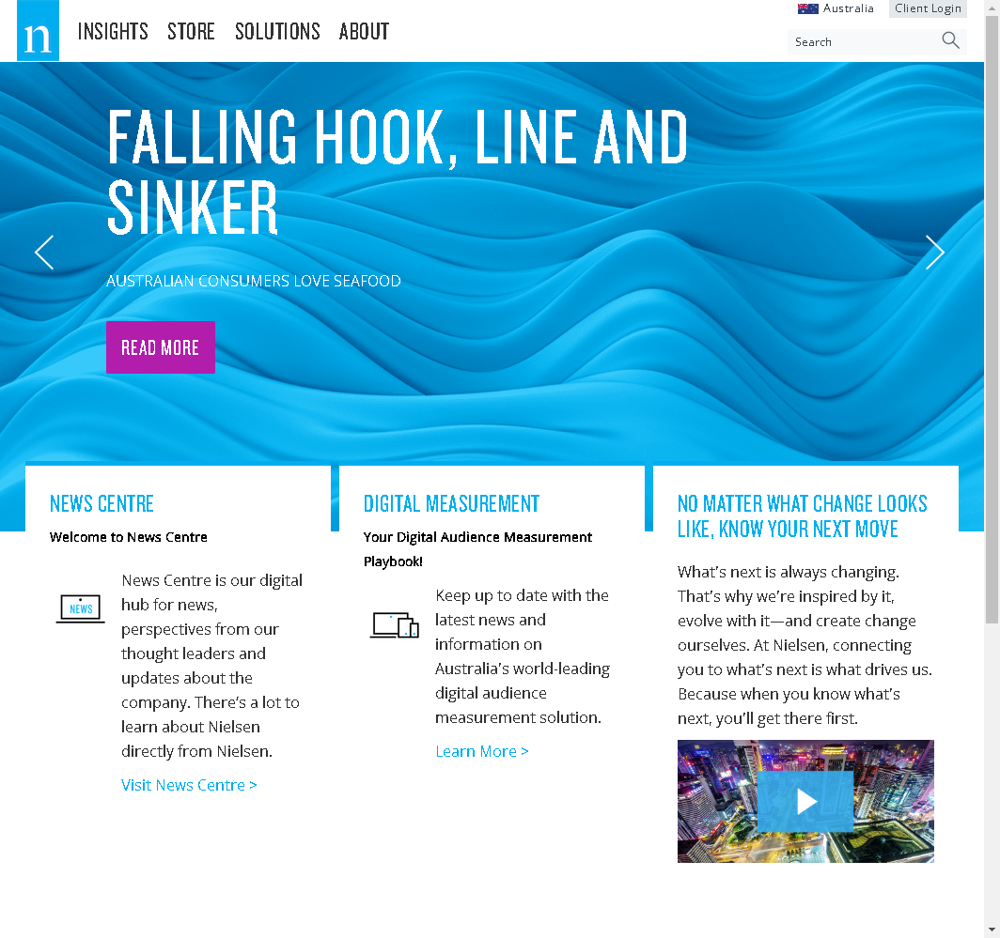 n
INSIGHTS STORE SOLUTIONS ABOUT
Australia
Client Login
Search
FALLING HOOK, LINE AND
SINKER
AUSTRALIAN CONSUMERS LOVE SEAFOOD
READ MORE
NEWS CENTRE
Welcome to News Centre
NEWS
News Centre is our digital
hub for news,
perspectives from our
thought leaders and
updates about the
company. There’s a lot to
learn about Nielsen
directly from Nielsen.
Visit News Centre >
DIGITAL MEASUREMENT
Your Digital Audience Measurement
Playbook!
Keep up to date with the
latest news and
information on
Australia’s world-leading
digital audience
measurement solution.
Learn More >
NO MATTER WHAT CHANGE LOOKS
LIKE, KNOW YOUR NEXT MOVE
What’s next is always changing.
That’s why we’re inspired by it,
evolve with it—and create change
ourselves. At Nielsen, connecting
you to what’s next is what drives us.
Because when you know what’s
next, you’ll get there first.